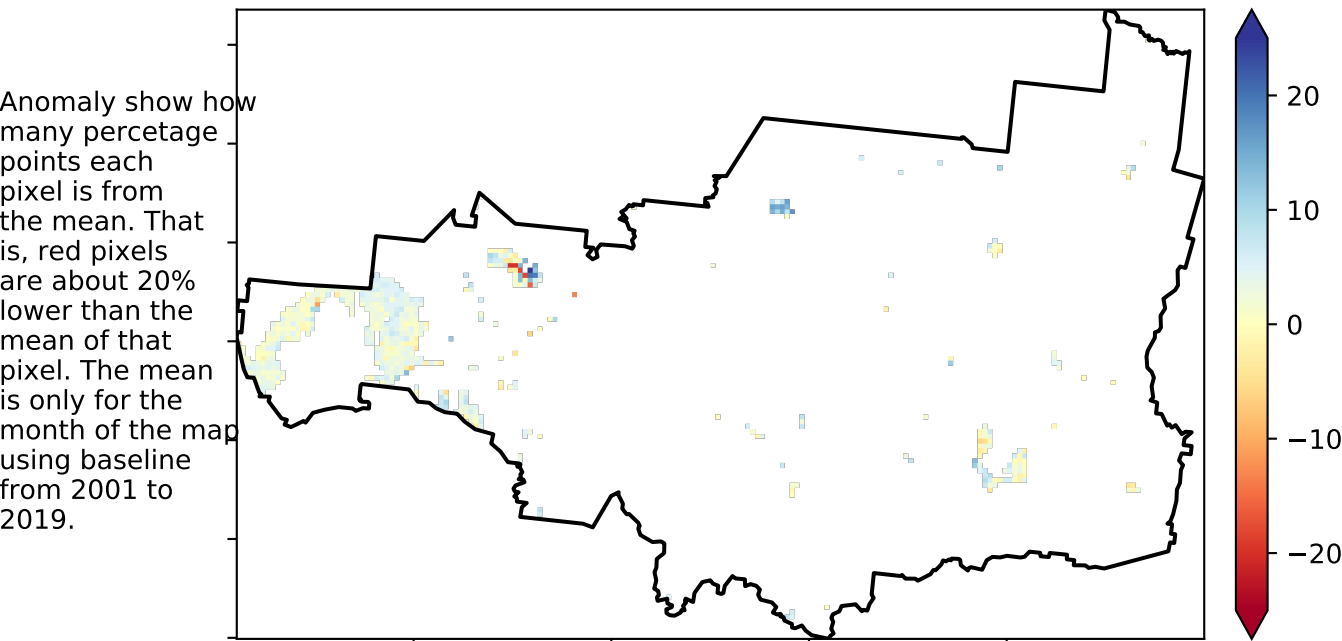 Anomaly show how
many percetage
points each
pixel is from
the mean. That
is, red pixels
are about 20%
lower than the
mean of that
pixel. The mean
is only for the
month of the map
using baseline
from 2001 to
2019.
20
10
0
−10
−20